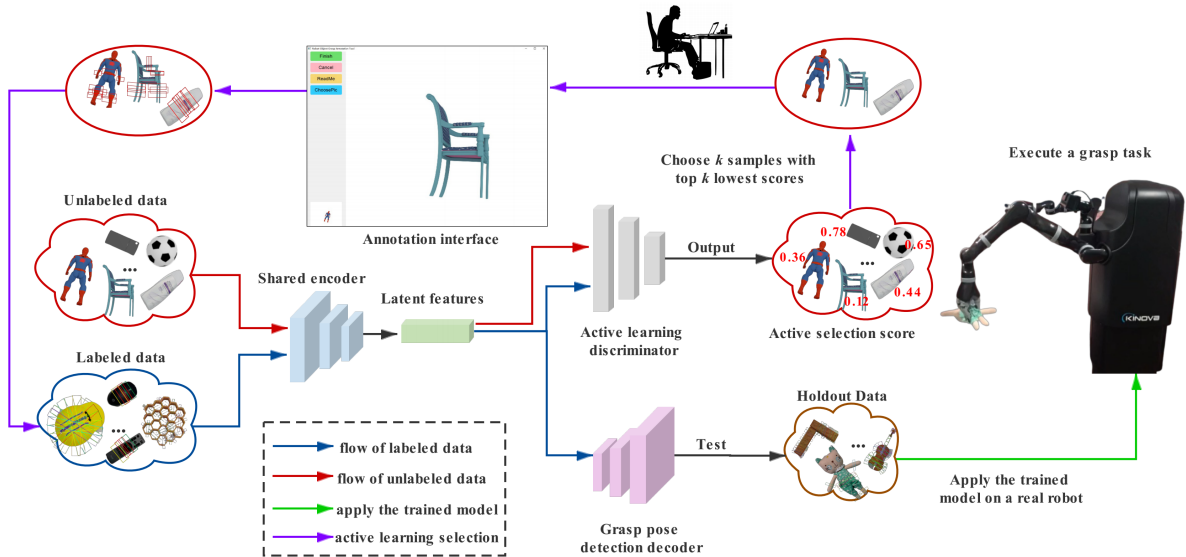 Finish
Cancel
ReadMe
ChoosePic
Choose k samples with
top k lowest scores
Execute a grasp task
Unlabeled data
Annotation interface
0.78
0.65
0.36
0.44
0.12
Shared encoder
Latent features
Output
Active learning
discriminator
Active selection score
KINOVA
Labeled data
Holdout Data
flow of labeled data
flow of unlabeled data
apply the trained model
active learning selection
Test
Apply the trained
model on a real robot
Grasp pose
detection decoder